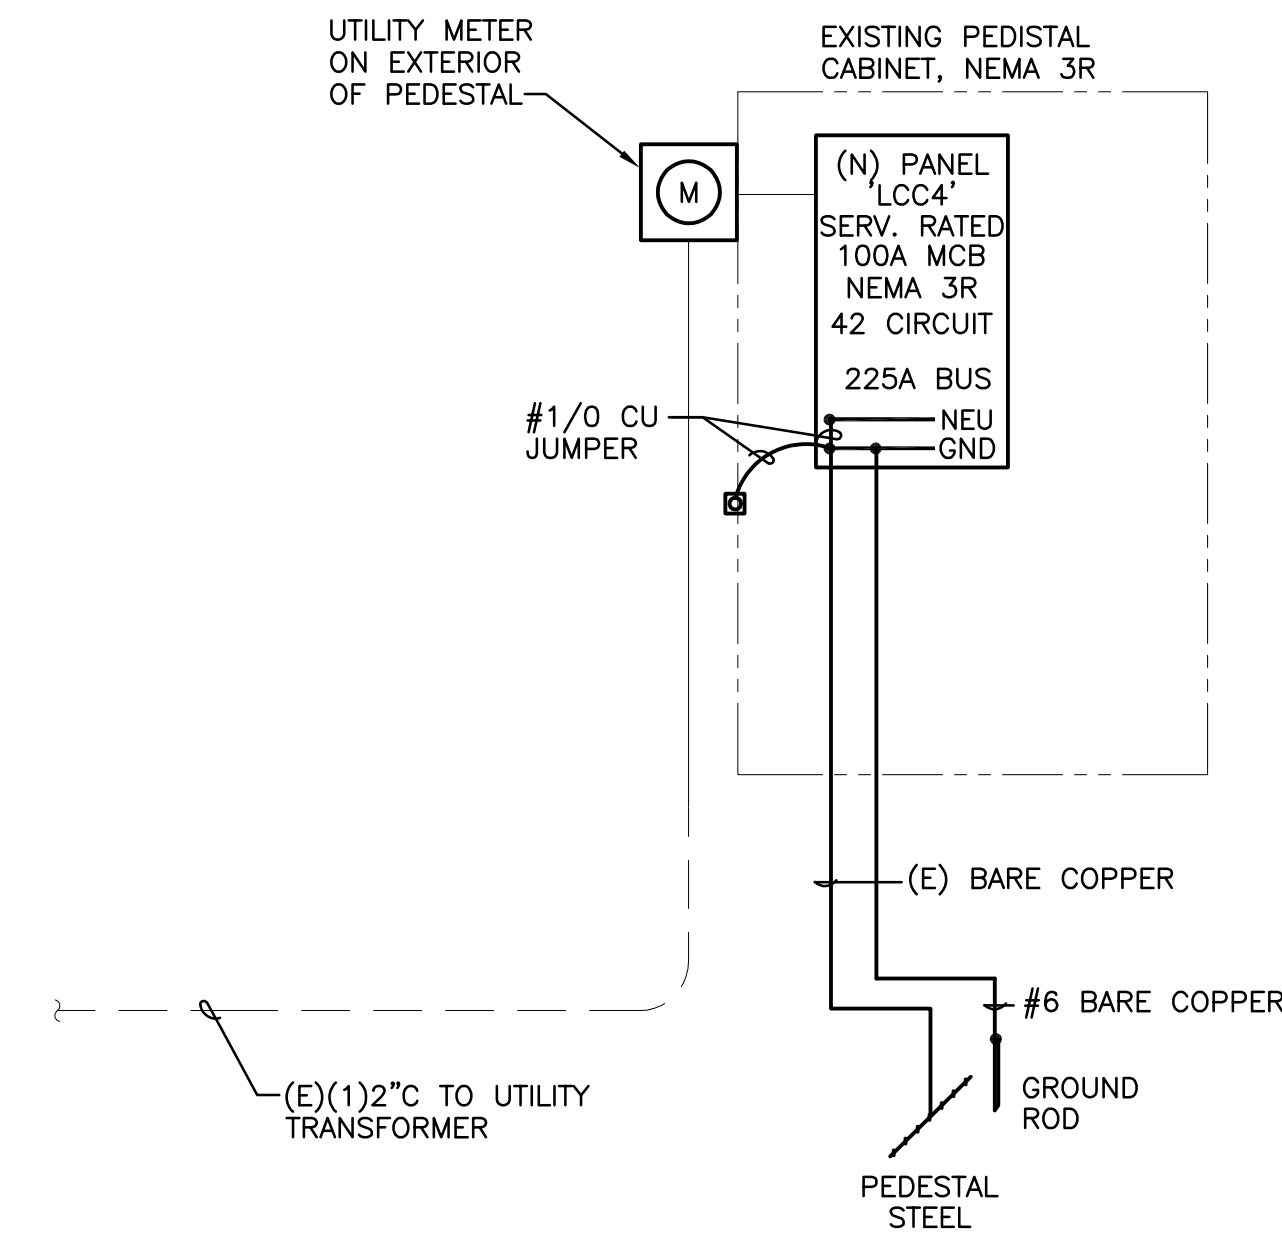 UTILITY METER
ON EXTERIOR
OF PEDESTAL
EXISTING PEDISTAL
CABINET, NEMA 3R
M
(N) PANEL
'LCC4'
SERV. RATED
100A MCB
NEMA 3R
42 CIRCUIT
225A BUS
NEU
GND
#1/0 CU
JUMPER
(E) BARE COPPER
#6 BARE COPPER
(E)(1)2"C TO UTILITY
TRANSFORMER
GROUND
ROD
PEDESTAL
STEEL